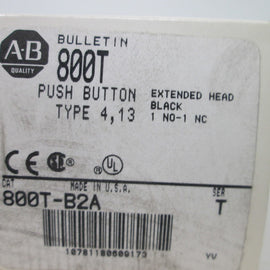 A-B
QUALITY
BULLETIN
800T
PUSH BUTTON
TYPE 4,13
EXTENDED HEAD
BLACK
1 NO-1 NC
CE
UL
CAT
MADE IN U.S.A.
SER
800T-B2A
T
YV